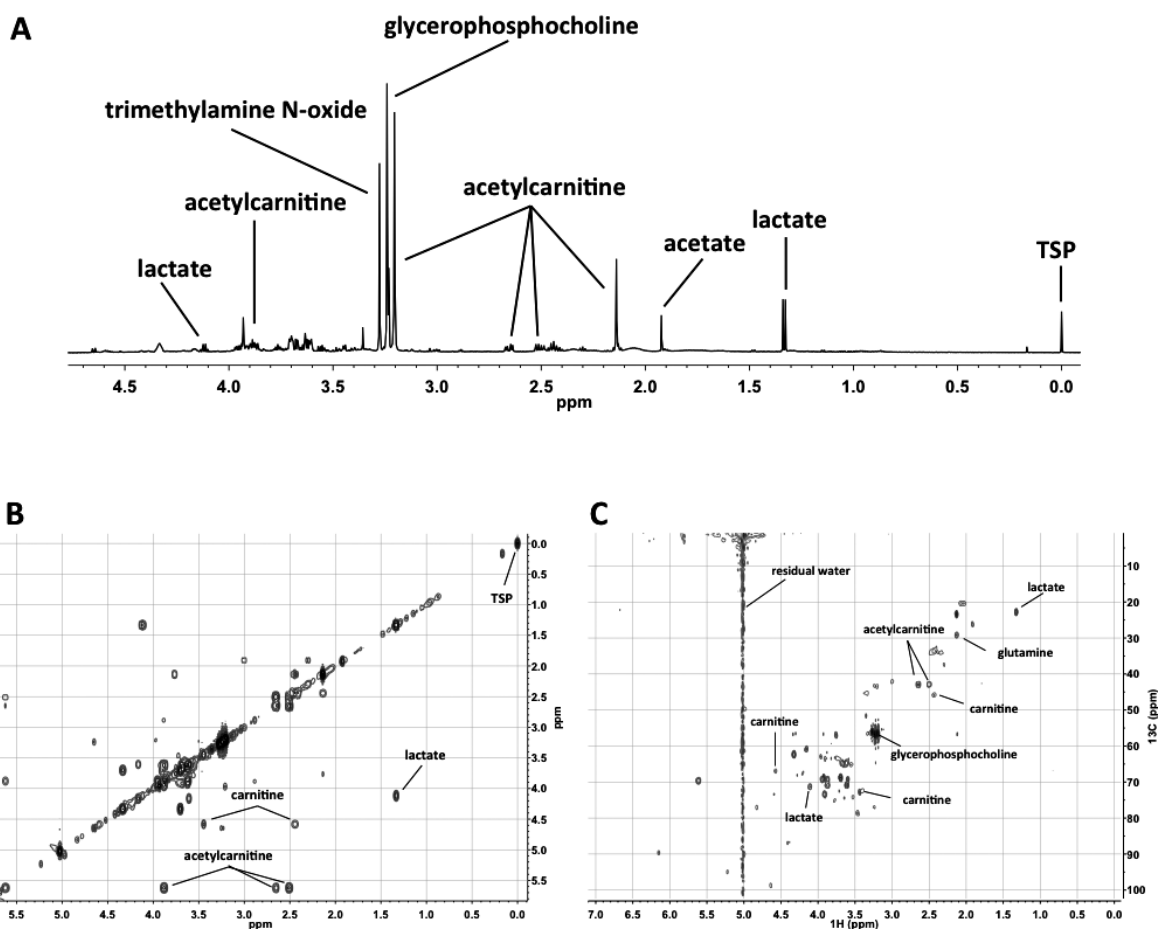 A
glycerophosphocholine
trimethylamine N-oxide
acetylcarnitine
acetylcarnitine
lactate
acetate
lactate
TSP
4.5 4.0 3.5 3.0 2.5 2.0 1.5 1.0 0.5 0.0
ppm
B
TSP
lactate
carnitine
acetylcarnitine
0.0
0.5
1.0
1.5
2.0
2.5
3.0
3.5
4.0
4.5
5.0
5.5
ppm
5.5 5.0 4.5 4.0 3.5 3.0 2.5 2.0 1.5 1.0 0.5 0.0
ppm
C
residual water
lactate
acetylcarnitine
glutamine
carnitine
carnitine
glycerophosphocholine
carnitine
lactate
10
20
30
40
50
60
70
80
90
100
13C (ppm)
7.0 6.5 6.0 5.5 5.0 4.5 4.0 3.5 3.0 2.5 2.0 1.5 1.0 0.5 0.0
1H (ppm)